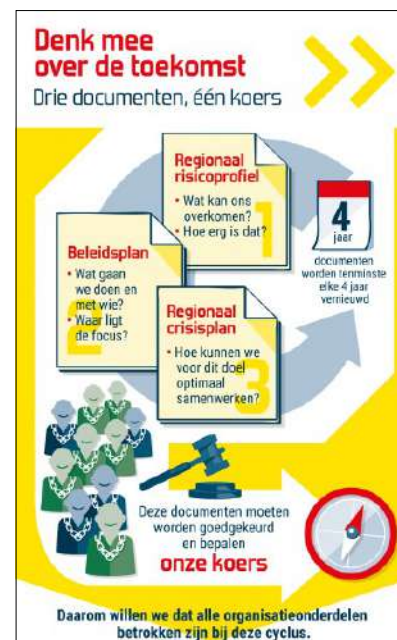 Denk mee
over de toekomst
Drie documenten, één koers
Regionaal
risicoprofiel
• Wat kan ons
overkomen?
• Hoe erg is dat?
1
4
jaar
documenten
worden tenminste
elke 4 jaar
vernieuwd
Beleidsplan
• Wat gaan
we doen en
met wie?
• Waar ligt
de focus?
2
Regionaal
crisisplan
• Hoe kunnen we
voor dit doel
optimaal
samenwerken?
3
Deze documenten moeten
worden goedgekeurd
en bepalen
onze koers
Daarom willen we dat alle organisatieonderdelen
betrokken zijn bij deze cyclus.